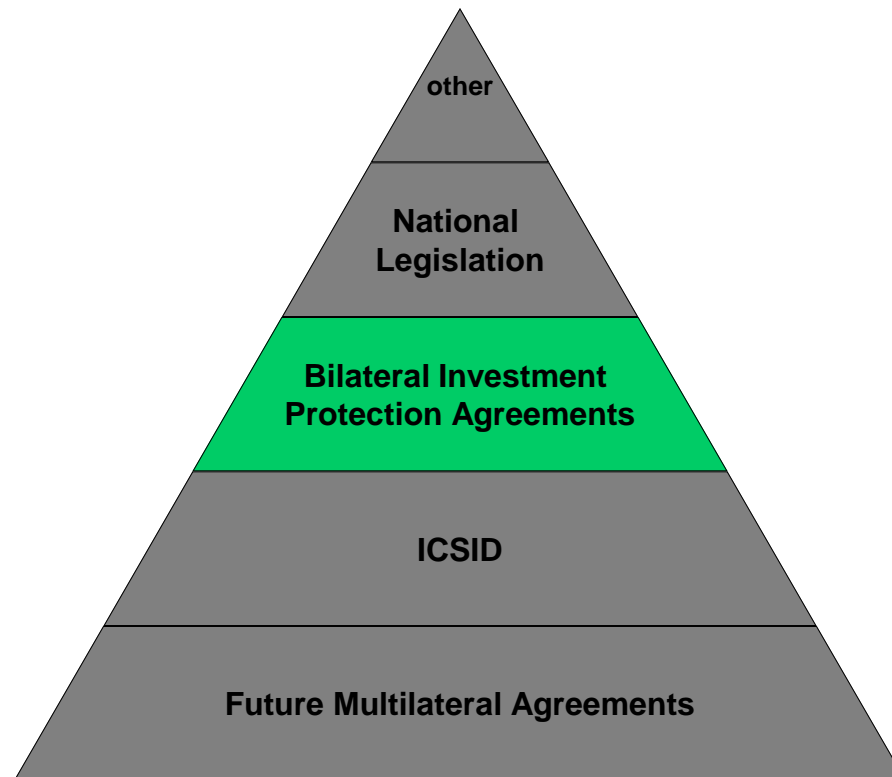 other
National
Legislation
Bilateral Investment
Protection Agreements
ICSID
Future Multilateral Agreements